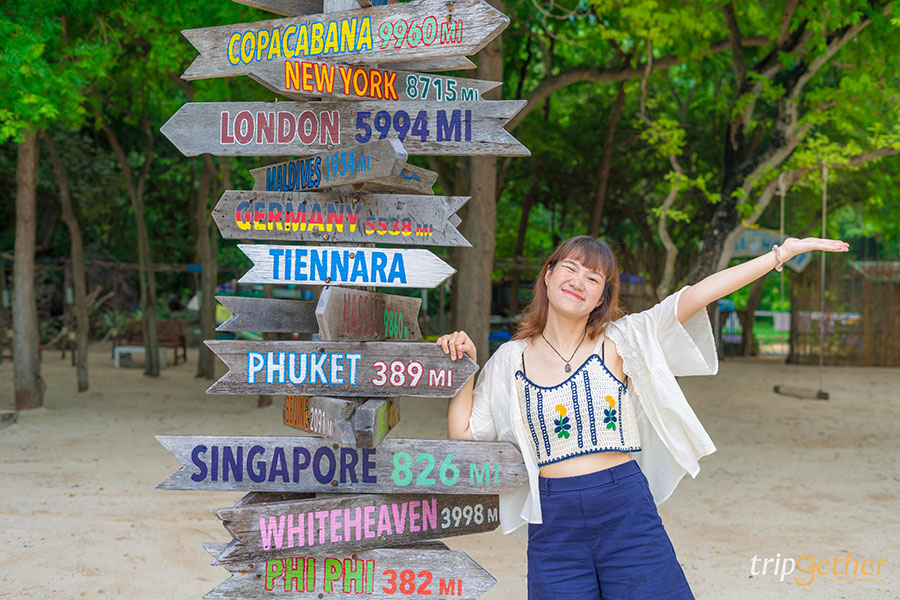 COPACABANA 9960 MI
NEW YORK 8715 MI
LONDON 5994 MI
MALDIVES 1954 MI
GERMANY 5538 MI
TIENNARA
PHUKET 389 MI
SINGAPORE 826 MI
WHITEHEAVEN 3998 MI
PHI PHI 382 MI
tripgether